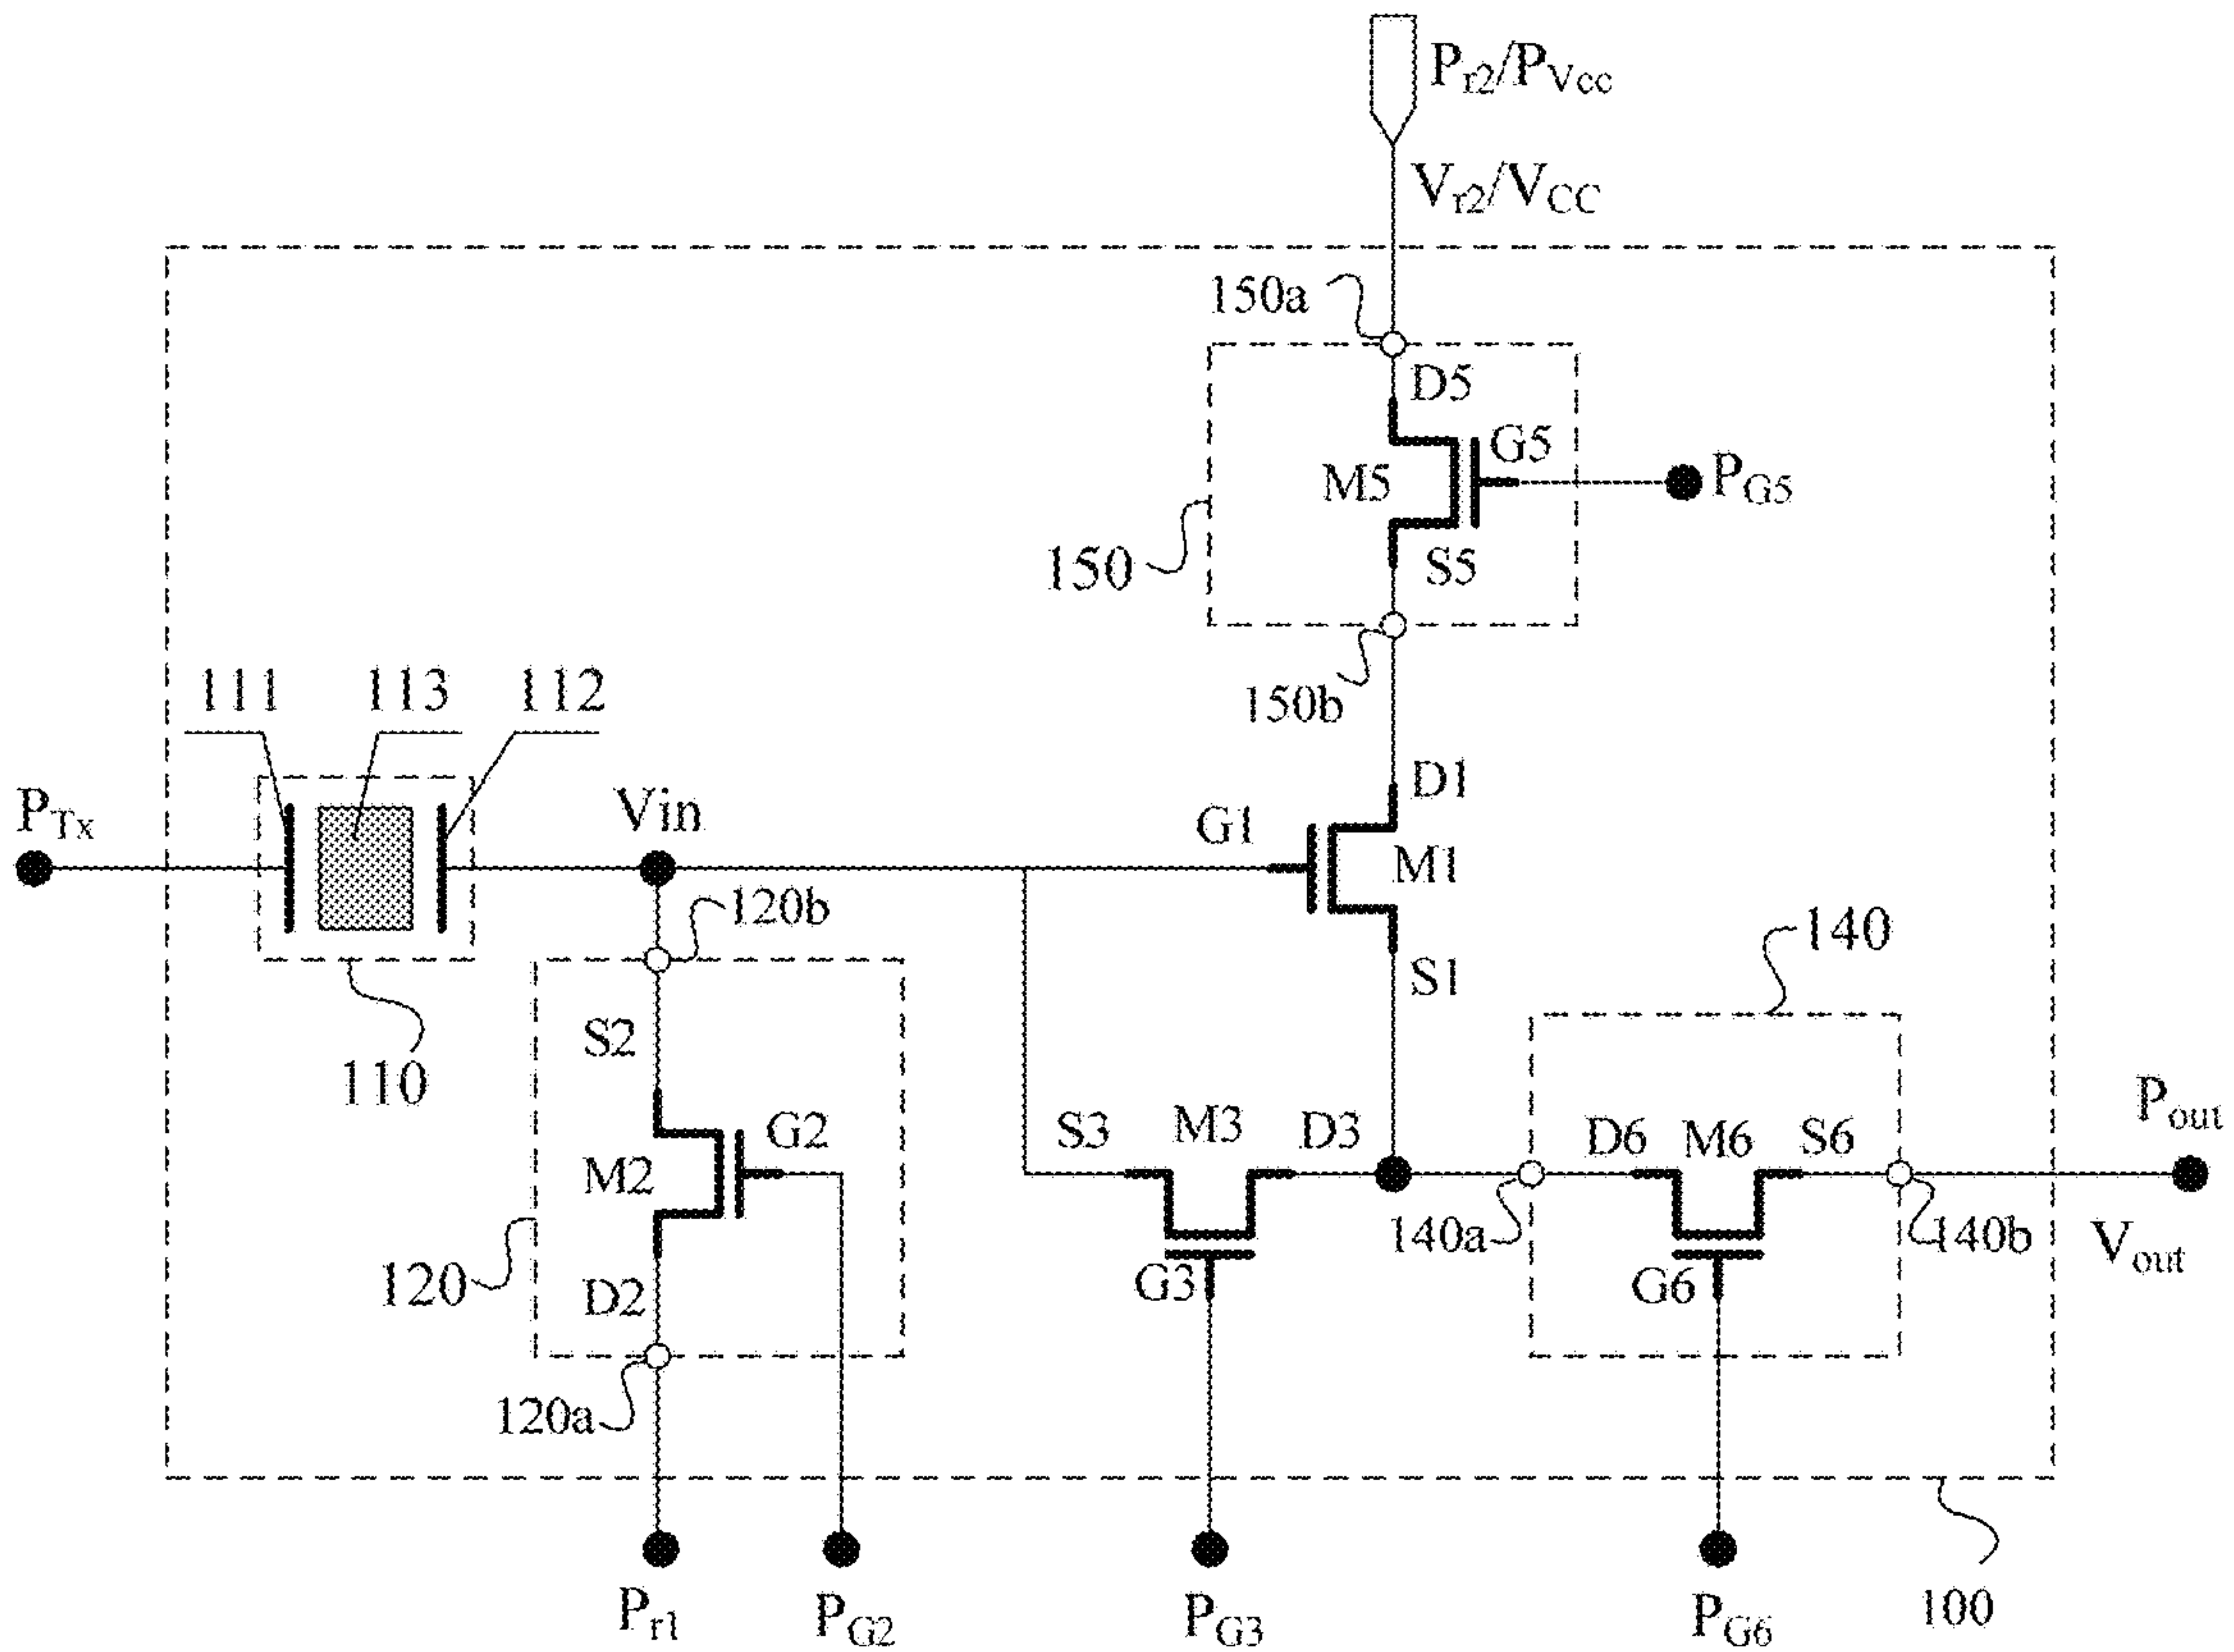 Pr2/PVcc
Vr2/VCC
150a
D5
G5
M5
PG5
150
S5
150b
111
113
112
D1
PTx
Vin
G1
M1
120b
140
S1
110
S2
G2
S3
M3
D3
D6
M6
S6
Pout
M2
140a
140b
Vout
120
D2
G3
G6
120a
Pr1
PG2
PG3
PG6
100